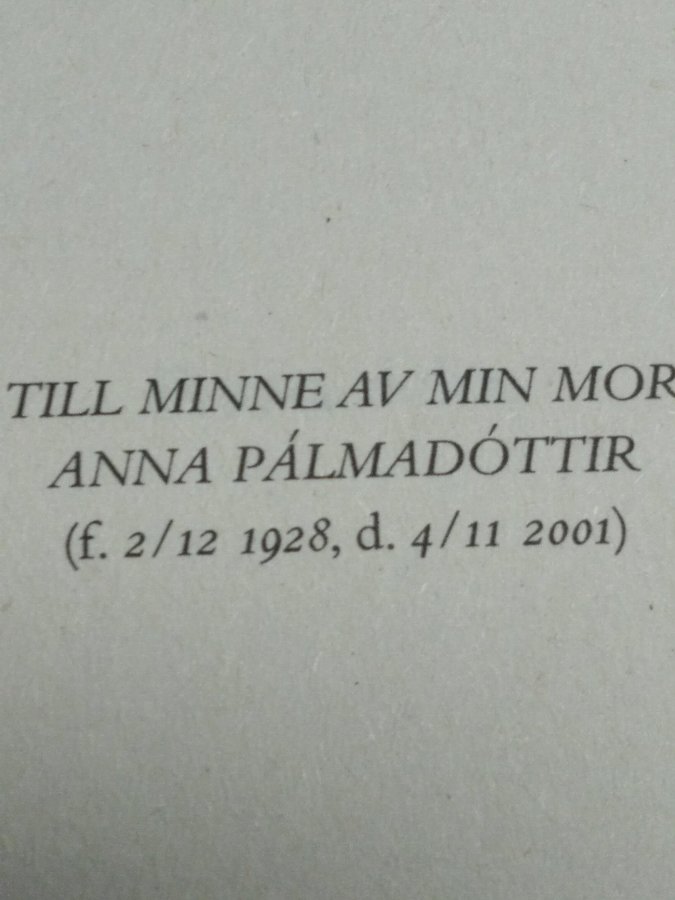 TILL MINNE AV MIN MOR
ANNA PÁLMADÓTTIR
(f. 2/12 1928, d. 4/11 2001)